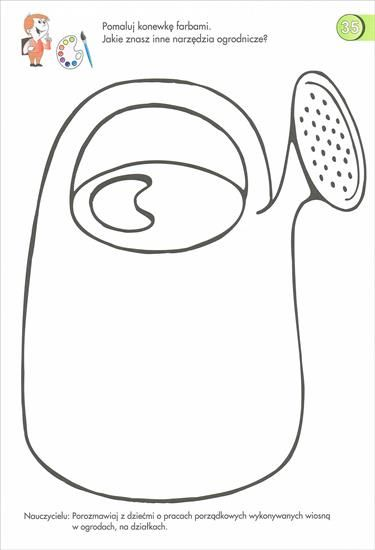 Pomaluj konewkę farbami.
Jakie znasz inne narzędzia ogrodnicze?
35
Nauczycielu: Porozmawiaj z dziećmi o pracach porządkowych wykonywanych wiosną
w ogrodach, na działkach.